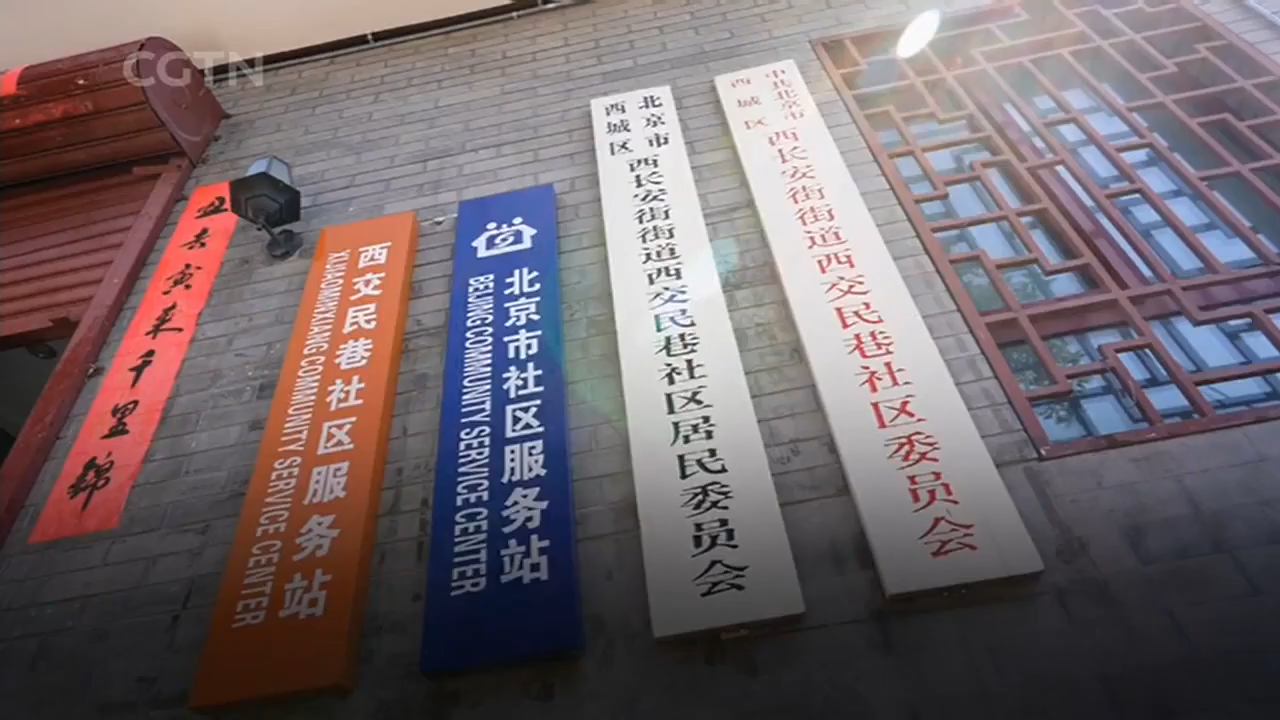 CGTN
丑去寅来千里锦
西交民巷社区服务站
XIJIAOMINXIANG COMMUNITY SERVICE CENTER
北京市社区服务站
BEIJING COMMUNITY SERVICE CENTER
北京市
西城区
西长安街街道西交民巷社区居民委员会
中共北京市
西城区
西长安街街道西交民巷社区委员会